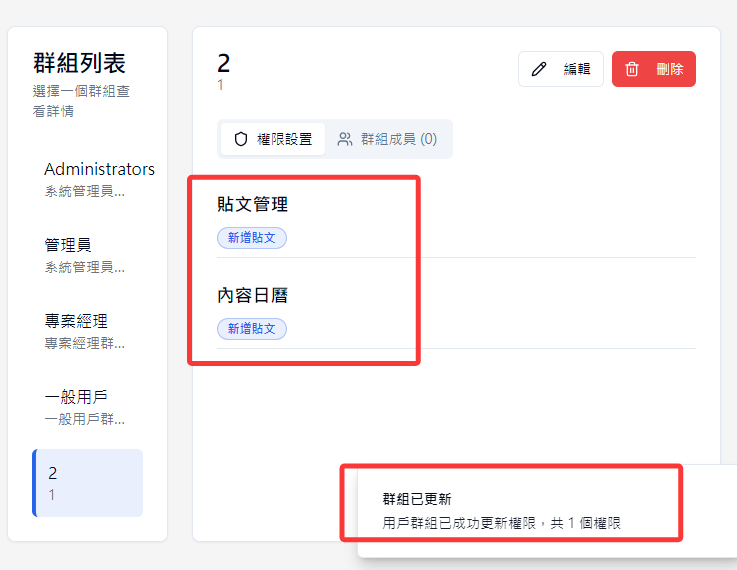 群組列表
選擇一個群組查
看詳情
Administrators
系統管理員...
管理員
系統管理員...
專案經理
專案經理群...
一般用戶
一般用戶群...
2
1
2
1
編輯
刪除
權限設置
群組成員 (0)
貼文管理
新增貼文
內容日曆
新增貼文
群組已更新
用戶群組已成功更新權限，共 1 個權限